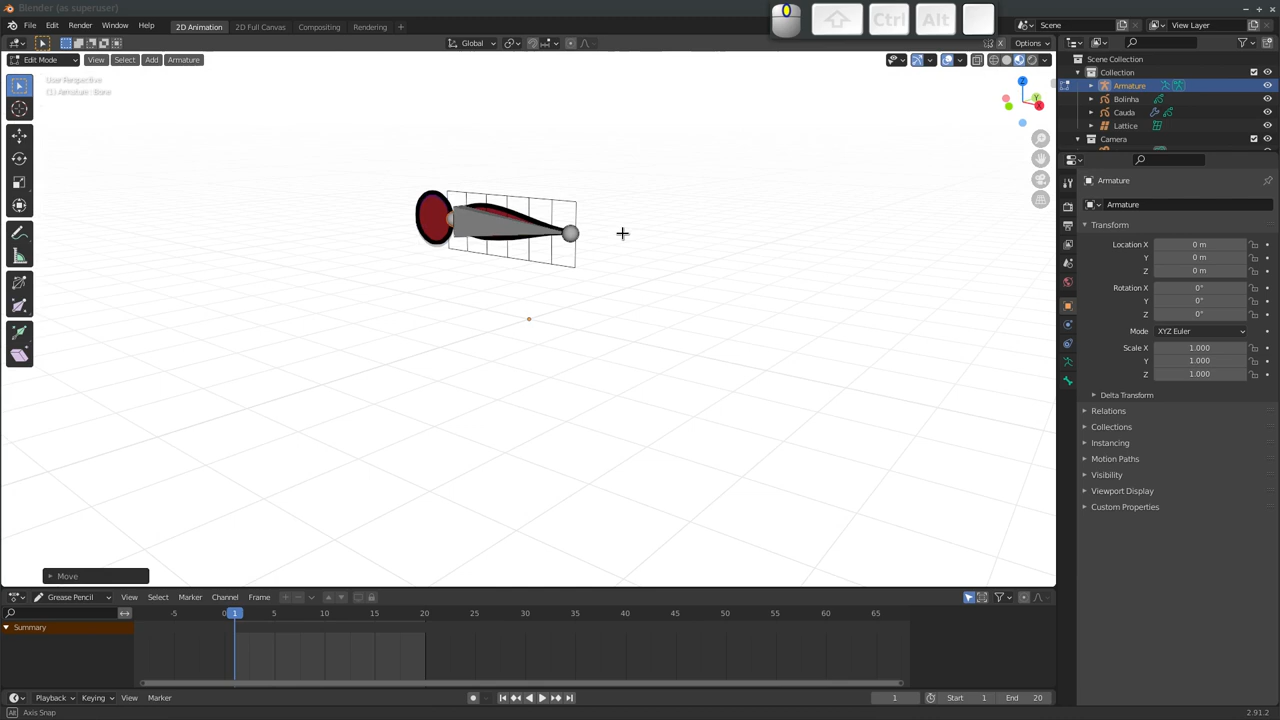 Blender (as superuser)
File Edit Render Window Help 2D Animation 2D Full Canvas Compositing Rendering + Scene View Layer
Ctrl Alt
Global X Options
Edit Mode View Select Add Armature
User Perspective
(1) Armature : Bone
Z
Y
X
Scene Collection
Collection
Armature
Bolinha
Cauda
Lattice
Camera
Armature
Armature
Transform
Location X 0 m
Y 0 m
Z 0 m
Rotation X 0°
Y 0°
Z 0°
Mode XYZ Euler
Scale X 1.000
Y 1.000
Z 1.000
Delta Transform
Relations
Collections
Instancing
Motion Paths
Visibility
Viewport Display
Custom Properties
Move
Grease Pencil View Select Marker Channel Frame
-5 0 1 5 10 15 20 25 30 35 40 45 50 55 60 65
Summary
Playback Keying View Marker 1 Start 1 End 20
Alt Axis Snap 2.91.2